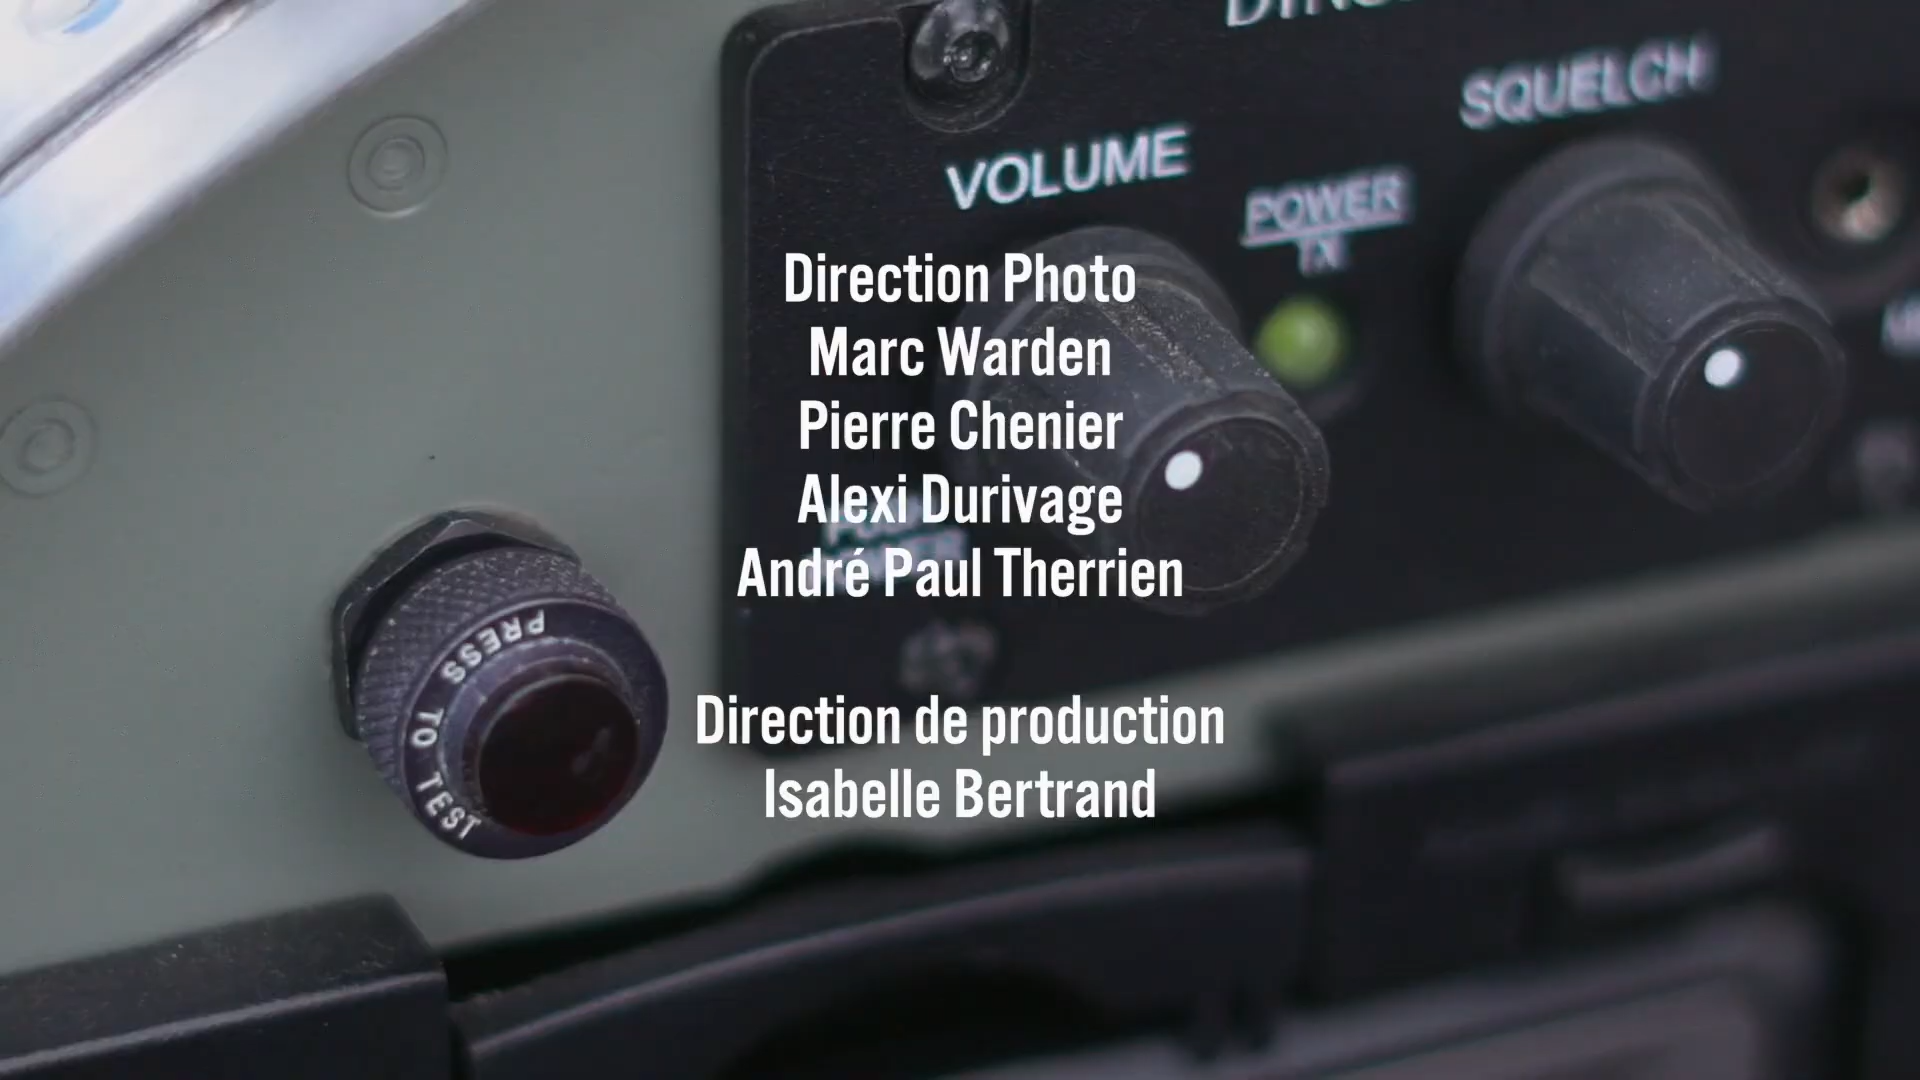 SQUELCH
VOLUME
POWER
TX
Direction Photo
Marc Warden
Pierre Chenier
Alexi Durivage
André Paul Therrien
PRESS TO TEST
Direction de production
Isabelle Bertrand